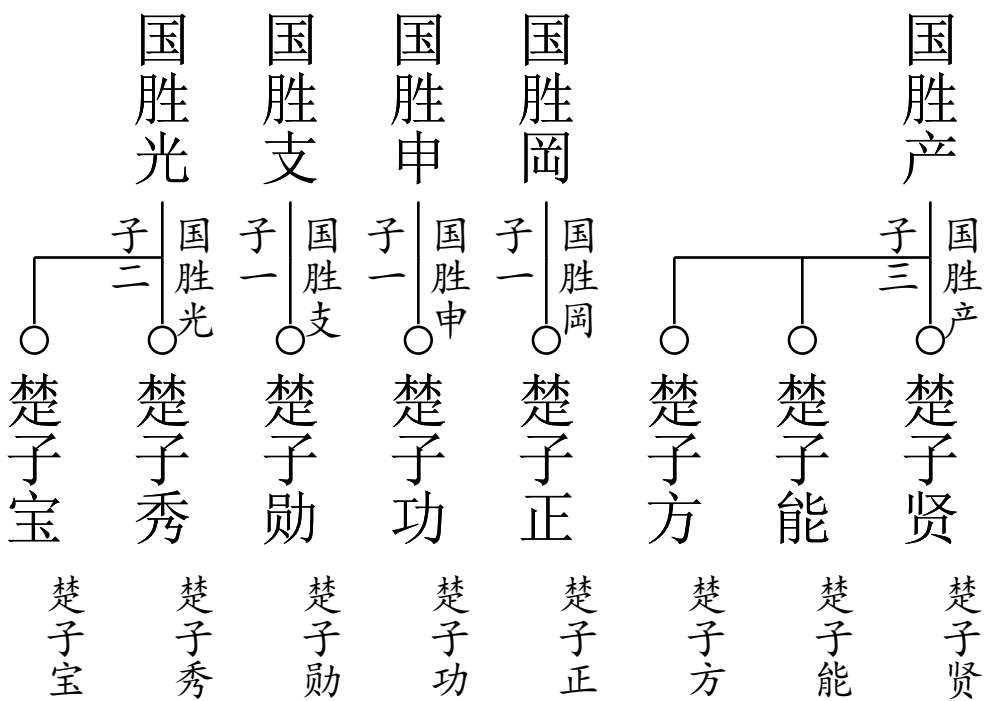 国胜产
国胜岡
国胜申
国胜支
国胜光
国胜产
子三
国胜岡
子一
国胜申
子一
国胜支
子一
国胜光
子二
楚子贤
楚子能
楚子方
楚子正
楚子功
楚子勋
楚子秀
楚子宝
楚子贤
楚子能
楚子方
楚子正
楚子功
楚子勋
楚子秀
楚子宝